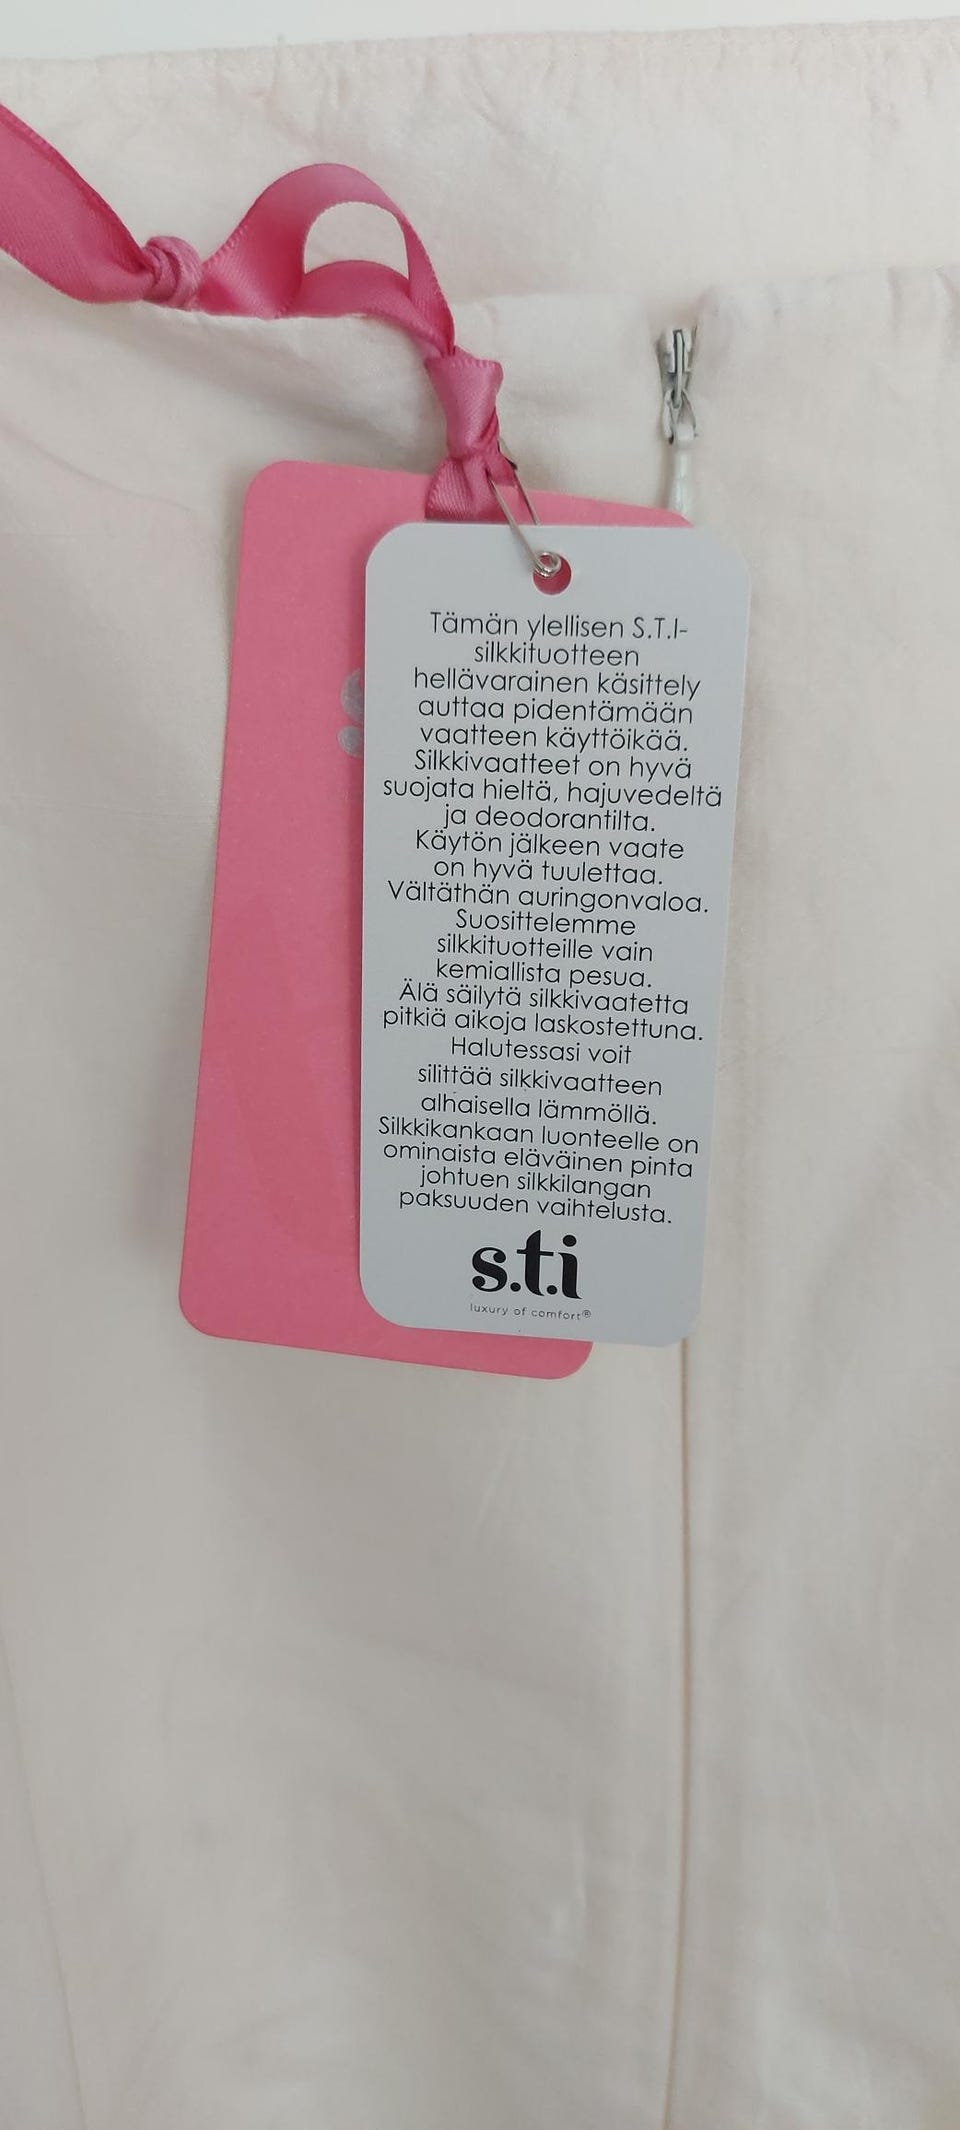 Tämän ylellisen S.T.I-
silkkituotteen
hellävarainen käsittely
auttaa pidentämään
vaatteen käyttöikää.
Silkkivaatteet on hyvä
suojata hieltä, hajuvedeltä
ja deodorantilta.
Käytön jälkeen vaate
on hyvä tuulettaa.
Vältäthän auringonvaloa.
Suosittelemme
silkkituotteille vain
kemiallista pesua.
Älä säilytä silkkivaatetta
pitkiä aikoja laskostettuna.
Halutessasi voit
silittää silkkivaatteen
alhaisella lämmöllä.
Silkkikankaan luonteelle on
ominaista eläväinen pinta
johtuen silkkilangan
paksuuden vaihtelusta.
s.t.i
luxury of comfort®